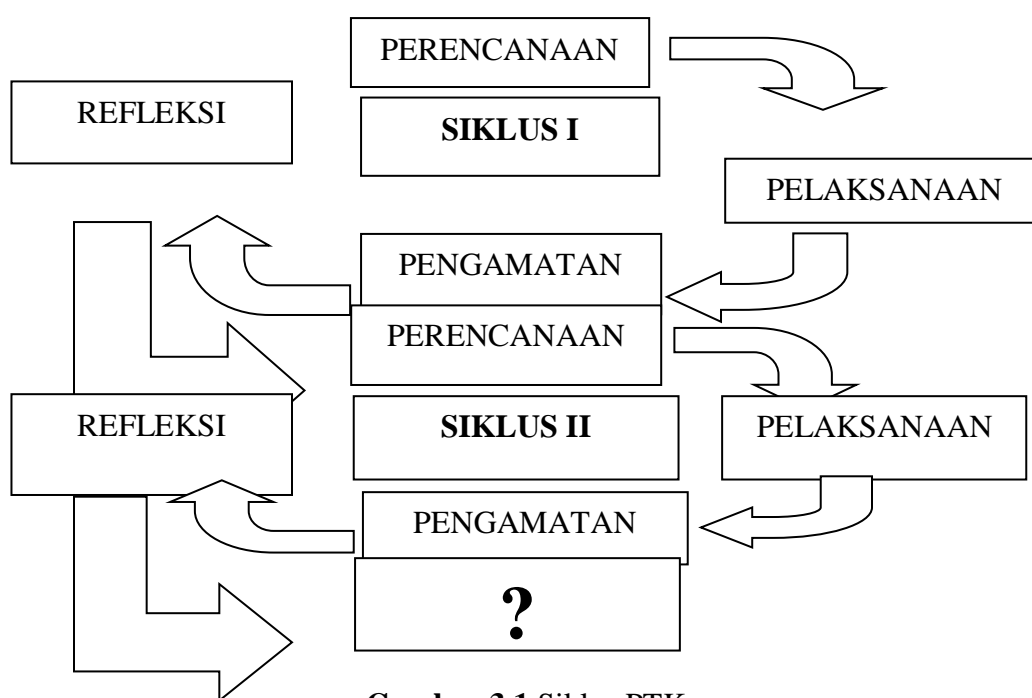 PERENCANAAN
REFLEKSI
SIKLUS I
PELAKSANAAN
PENGAMATAN
PERENCANAAN
REFLEKSI
SIKLUS II
PELAKSANAAN
PENGAMATAN
?
Gambar 3.1 Siklus PTK